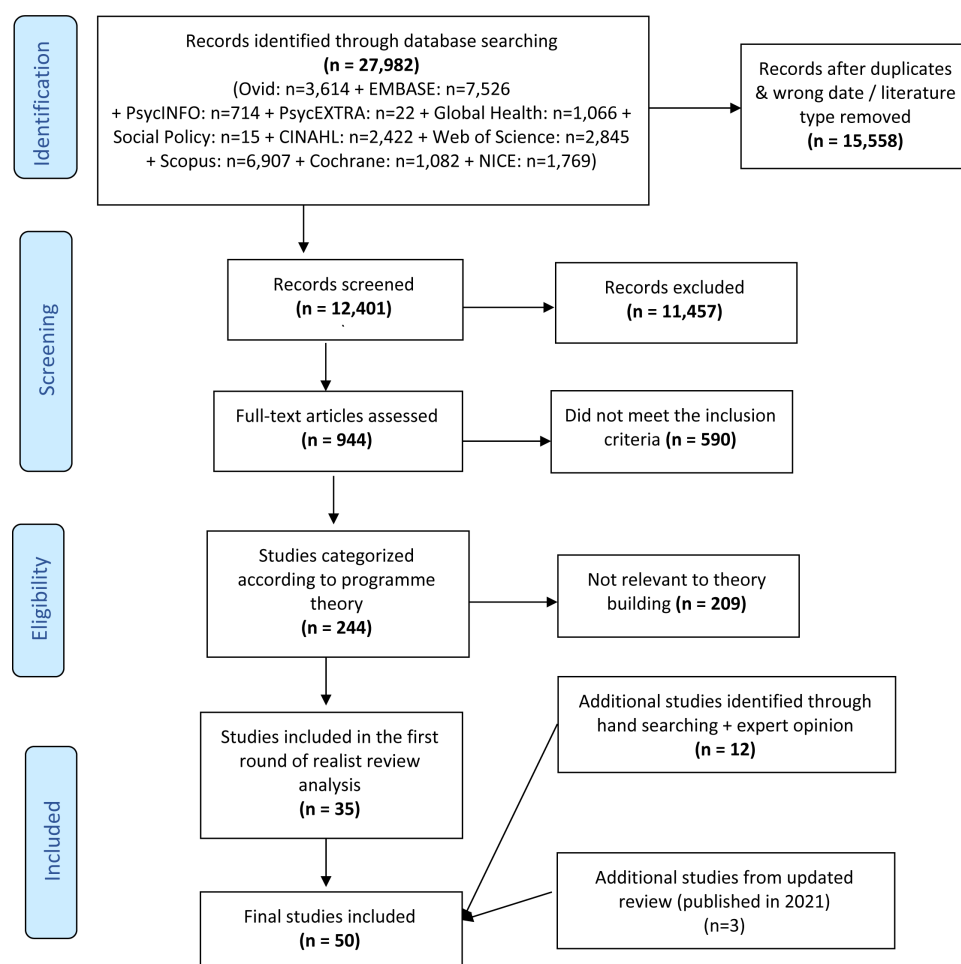 Identification
Records identified through database searching
(n = 27,982)
(Ovid: n=3,614 + EMBASE: n=7,526
+ PsycINFO: n=714 + PsycEXTRA: n=22 + Global Health: n=1,066 +
Social Policy: n=15 + CINAHL: n=2,422 + Web of Science: n=2,845
+ Scopus: n=6,907 + Cochrane: n=1,082 + NICE: n=1,769)
Records after duplicates
& wrong date / literature
type removed
(n = 15,558)
Screening
Records screened
(n = 12,401)
.
Records excluded
(n = 11,457)
Full-text articles assessed
(n = 944)
Did not meet the inclusion
criteria (n = 590)
Eligibility
Studies categorized
according to programme
theory
(n = 244)
Not relevant to theory
building (n = 209)
Included
Studies included in the first
round of realist review
analysis
(n = 35)
Additional studies identified through
hand searching + expert opinion
(n = 12)
Additional studies from updated
review (published in 2021)
(n=3)
Final studies included
(n = 50)